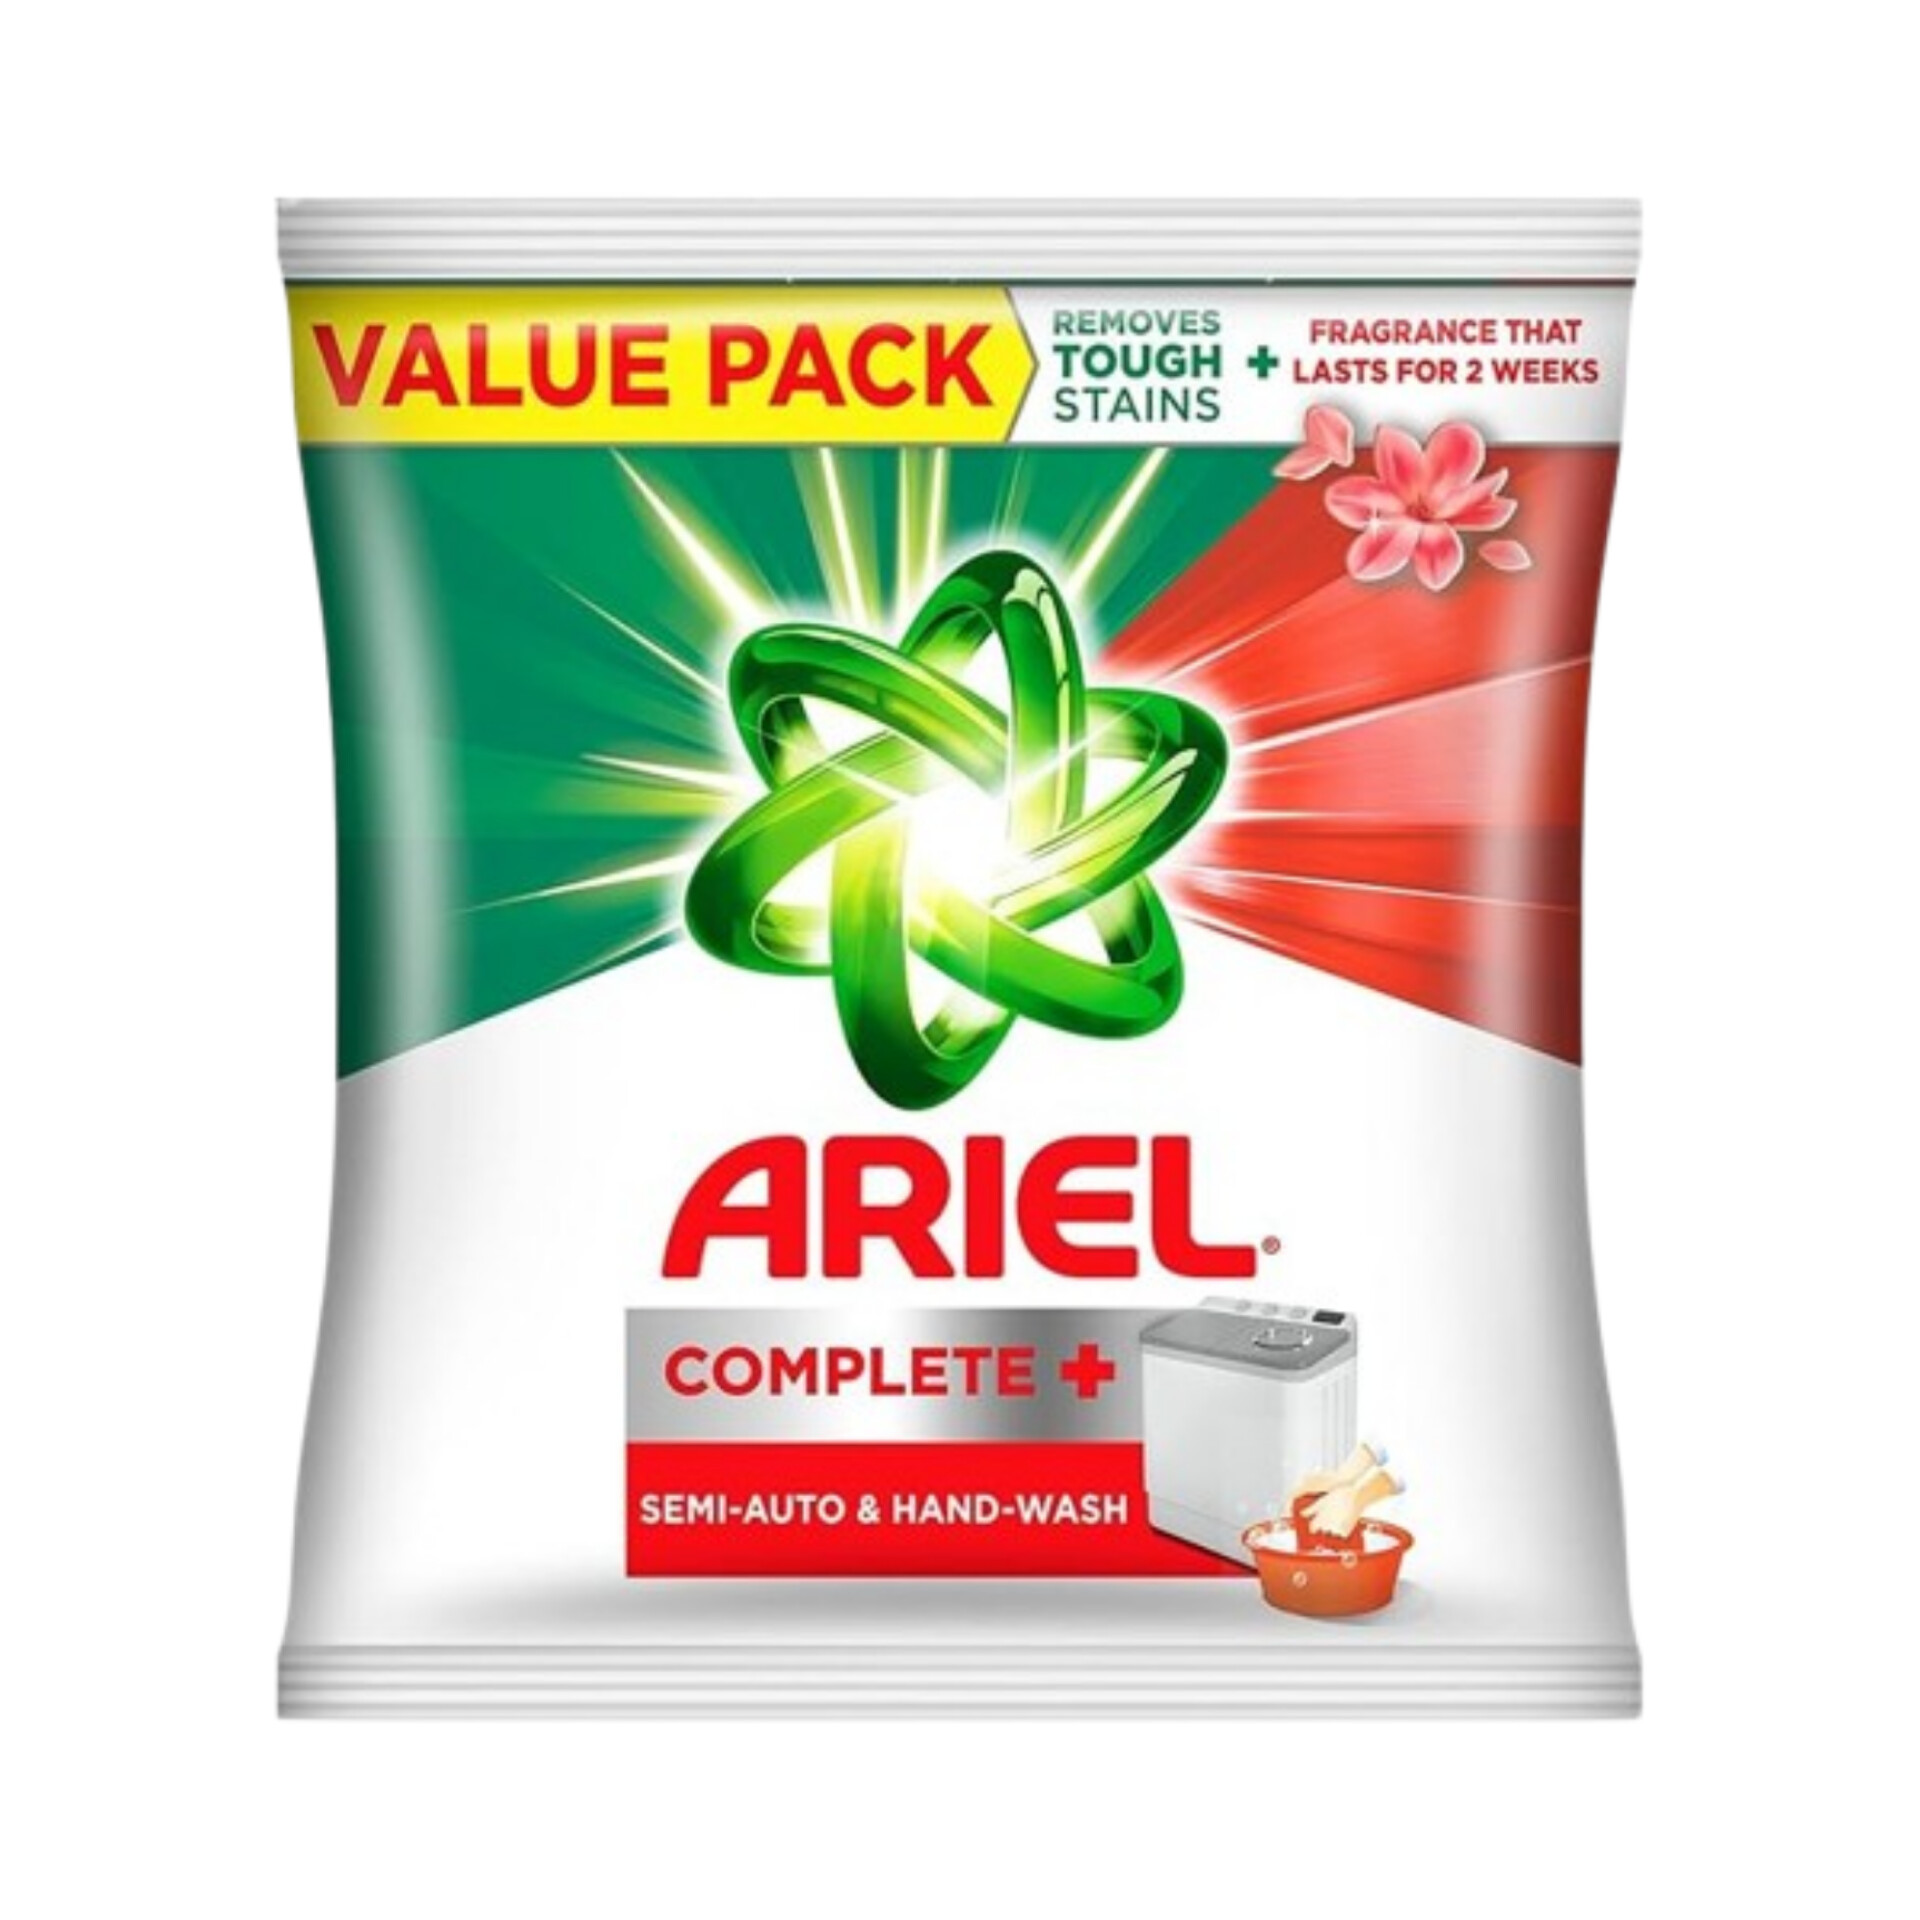 VALUE PACK
REMOVES
TOUGH
STAINS
+
FRAGRANCE THAT
LASTS FOR 2 WEEKS
ARIEL®
COMPLETE +
SEMI-AUTO & HAND-WASH